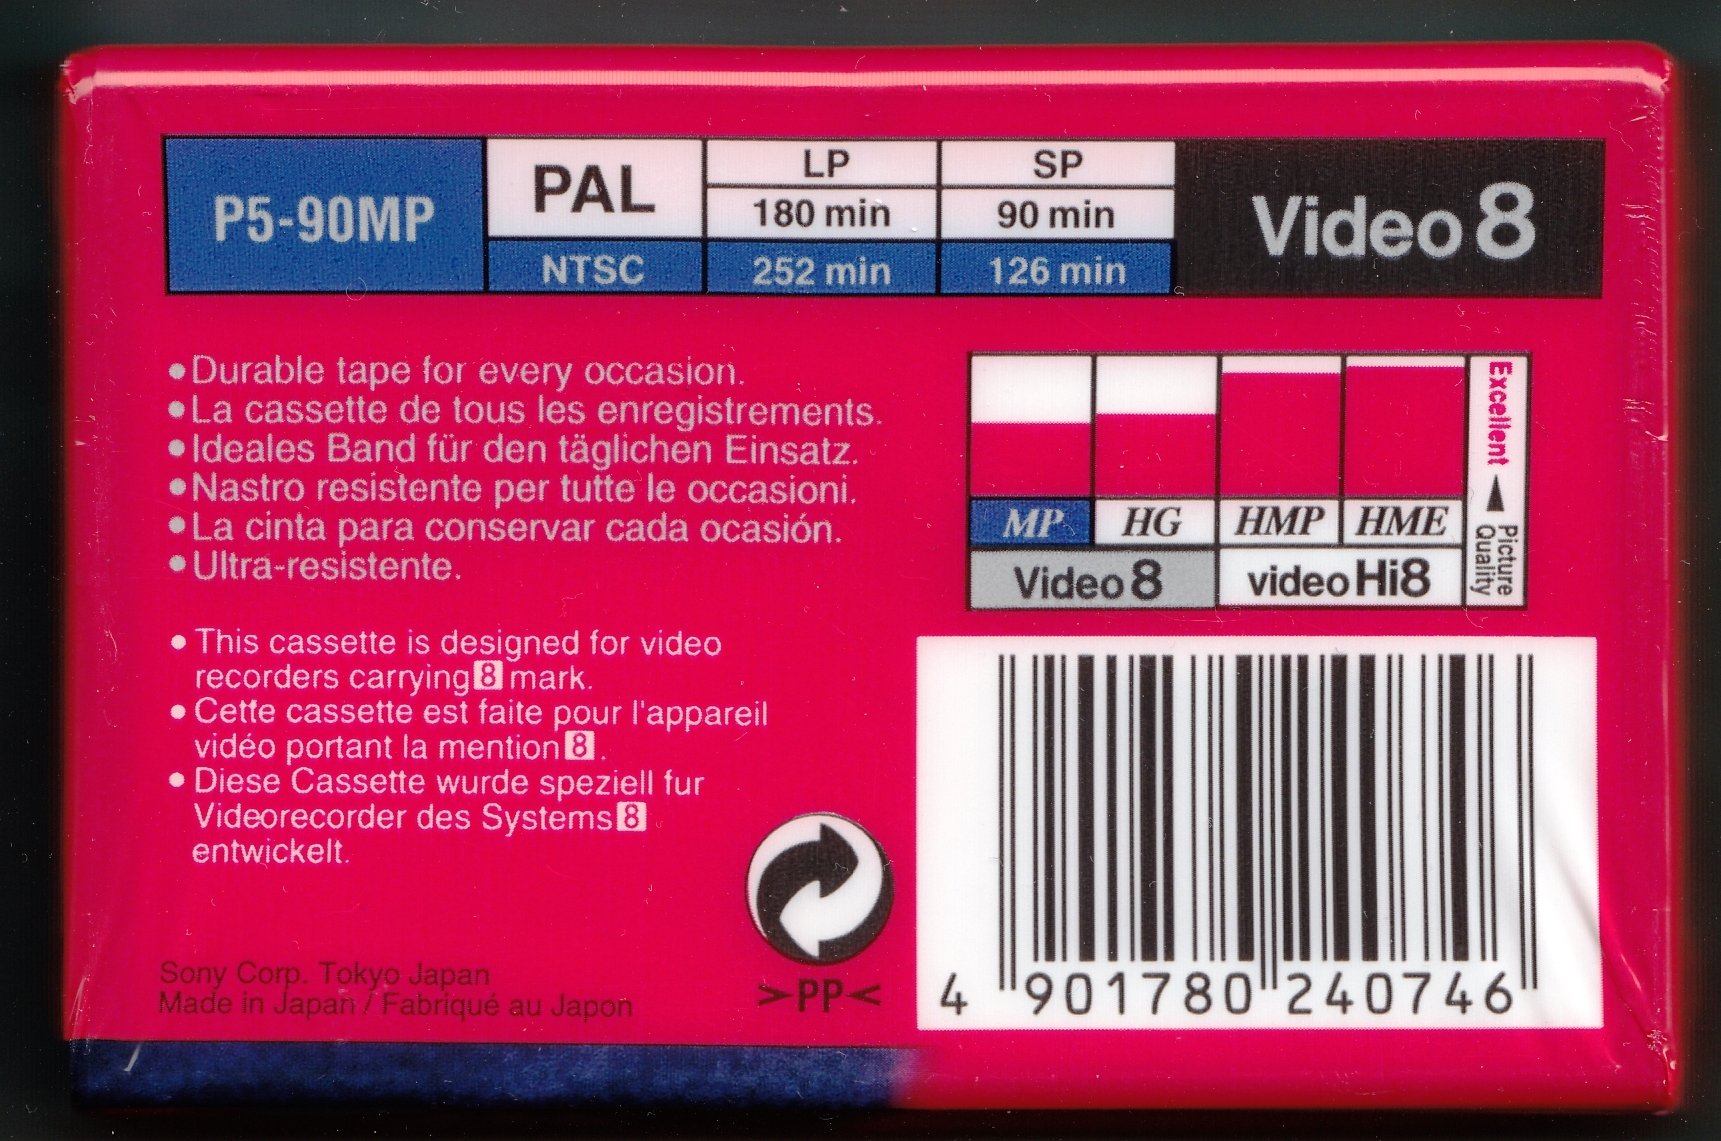 P5-90MP
PAL
LP
SP
180 min
90 min
NTSC
252 min
126 min
Video 8
•Durable tape for every occasion.
•La cassette de tous les enregistrements.
•Ideales Band für den täglichen Einsatz.
•Nastro resistente per tutte le occasioni.
•La cinta para conservar cada ocasión.
•Ultra-resistente.
MP
HG
HMP
HME
Video 8
video Hi8
Excellent
Picture
Quality
• This cassette is designed for video
recorders carrying 8 mark.
• Cette cassette est faite pour l'appareil
vidéo portant la mention 8.
• Diese Cassette wurde speziell fur
Videorecorder des Systems 8
entwickelt.
Sony Corp. Tokyo Japan
Made in Japan / Fabriqué au Japon
>PP<
4 901780 240746